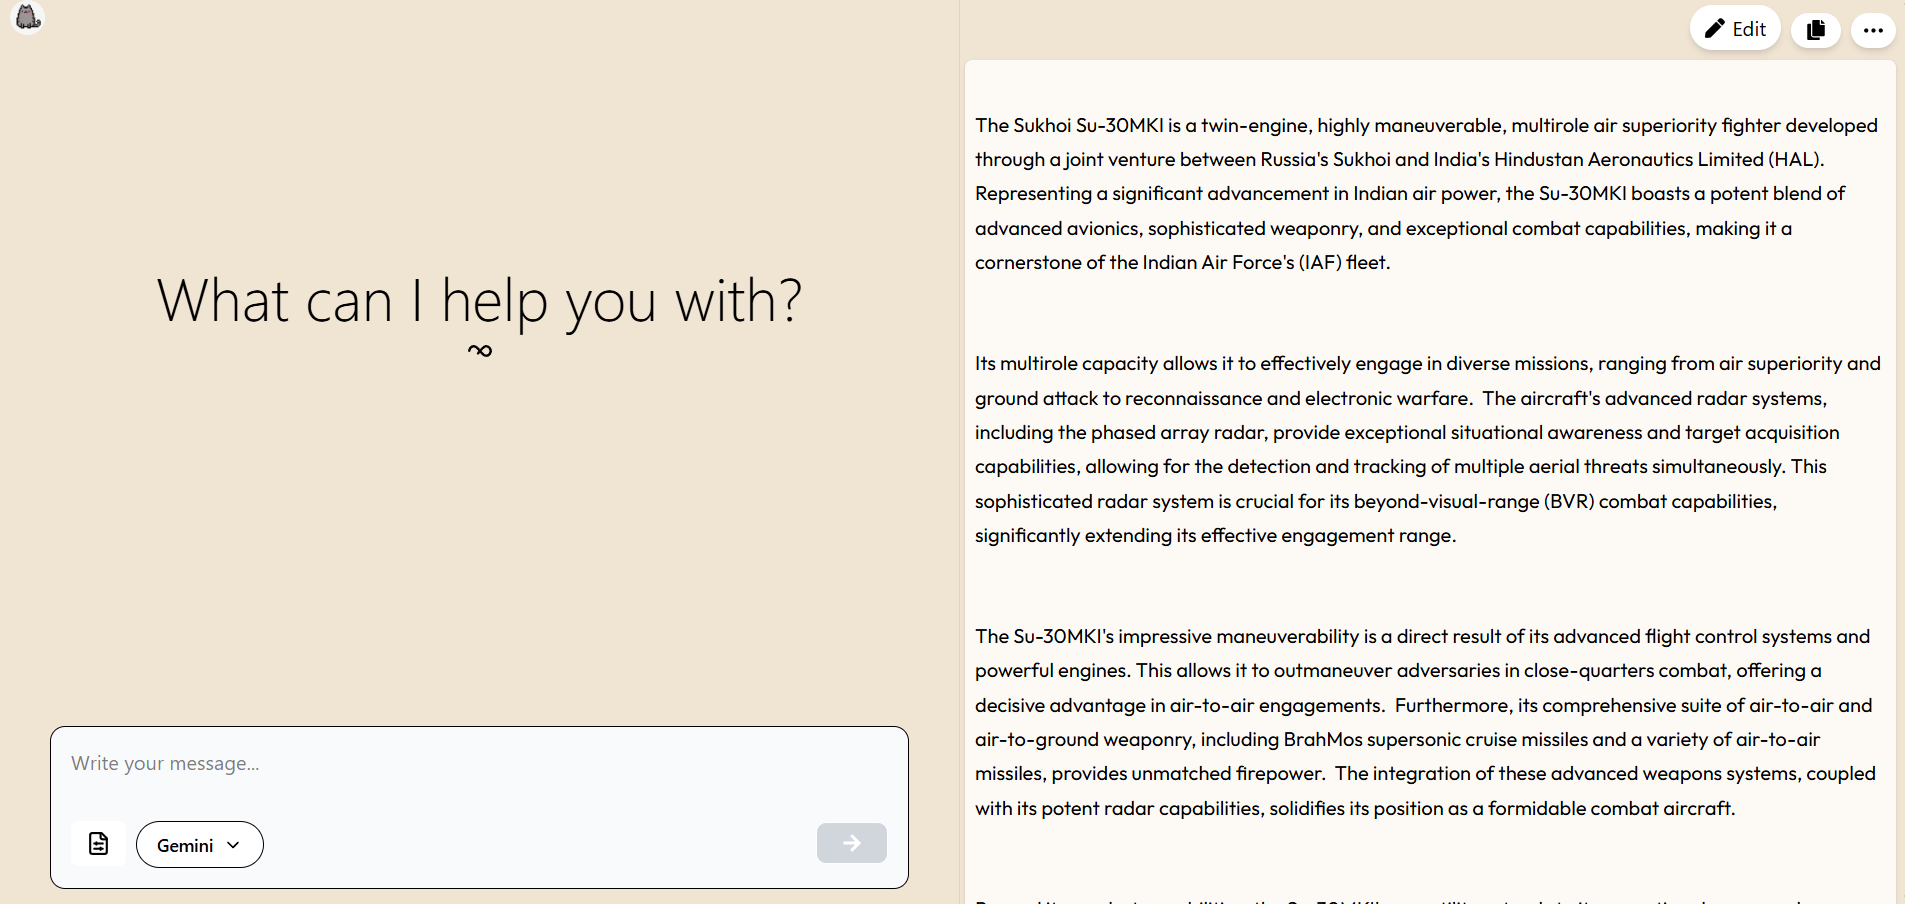 What can I help you with?
Write your message...
Gemini
Edit
The Sukhoi Su-30MKI is a twin-engine, highly maneuverable, multirole air superiority fighter developed
through a joint venture between Russia's Sukhoi and India's Hindustan Aeronautics Limited (HAL).
Representing a significant advancement in Indian air power, the Su-30MKI boasts a potent blend of
advanced avionics, sophisticated weaponry, and exceptional combat capabilities, making it a
cornerstone of the Indian Air Force's (IAF) fleet.
Its multirole capacity allows it to effectively engage in diverse missions, ranging from air superiority and
ground attack to reconnaissance and electronic warfare.  The aircraft's advanced radar systems,
including the phased array radar, provide exceptional situational awareness and target acquisition
capabilities, allowing for the detection and tracking of multiple aerial threats simultaneously. This
sophisticated radar system is crucial for its beyond-visual-range (BVR) combat capabilities,
significantly extending its effective engagement range.
The Su-30MKI's impressive maneuverability is a direct result of its advanced flight control systems and
powerful engines. This allows it to outmaneuver adversaries in close-quarters combat, offering a
decisive advantage in air-to-air engagements.  Furthermore, its comprehensive suite of air-to-air and
air-to-ground weaponry, including BrahMos supersonic cruise missiles and a variety of air-to-air
missiles, provides unmatched firepower.  The integration of these advanced weapons systems, coupled
with its potent radar capabilities, solidifies its position as a formidable combat aircraft.